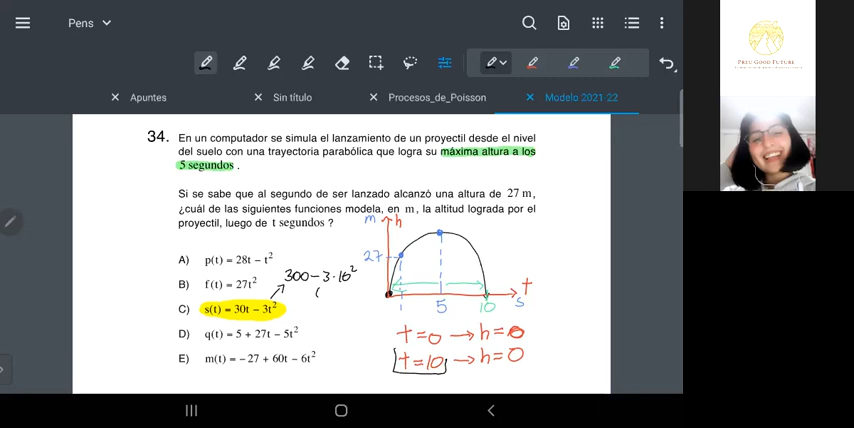 Pens
Apuntes
Sin título
Procesos_de_Poisson
Modelo 2021-22
PREU GOOD FUTURE
34. En un computador se simula el lanzamiento de un proyectil desde el nivel
del suelo con una trayectoria parabólica que logra su máxima altura a los
5 segundos .
Si se sabe que al segundo de ser lanzado alcanzó una altura de 27 m,
¿cuál de las siguientes funciones modela, en m, la altitud lograda por el
proyectil, luego de t segundos ?
A) p(t) = 28t − t²
B) f(t) = 27t²
C) s(t) = 30t − 3t²
D) q(t) = 5 + 27t − 5t²
E) m(t) = − 27 + 60t − 6t²
300 − 3 · 10²
(
m h
27
t
s
1 5 10
t = 0 → h = 0
t = 10 → h = 0